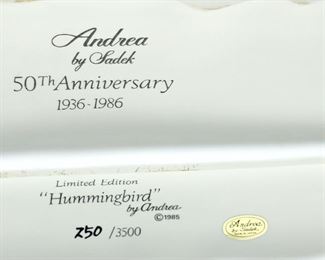 Andrea
by Sadek
50Th Anniversary
1936-1986
Limited Edition
"Hummingbird"
by Andrea
©1985
250 /3500
Andrea
by Sadek